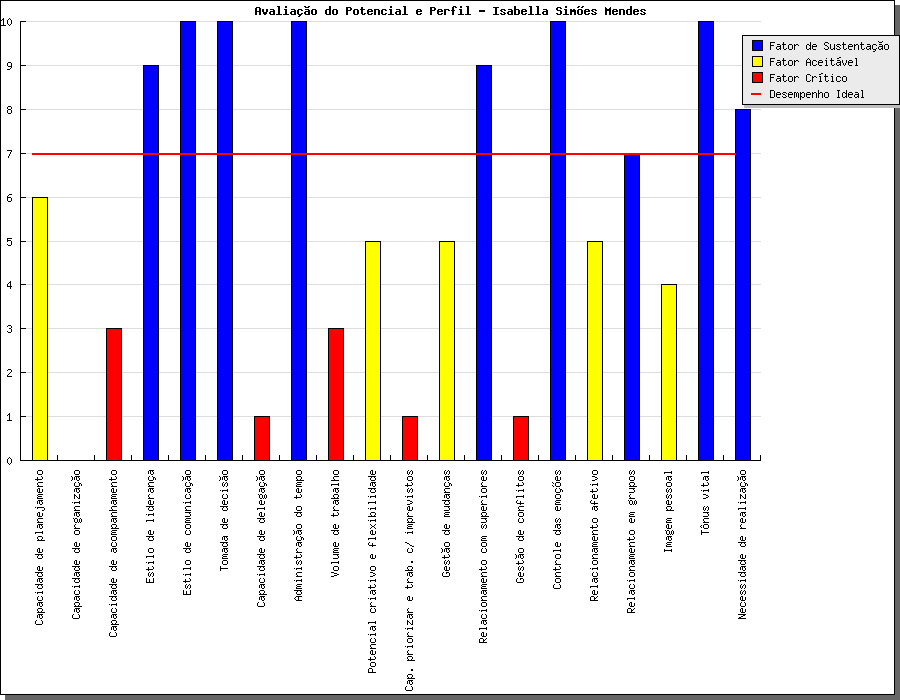 Avaliação do Potencial e Perfil - Isabella Simões Mendes
Fator de Sustentação
Fator Aceitável
Fator Crítico
Desempenho Ideal
10
9
8
7
6
5
4
3
2
1
0
Capacidade de planejamento
Capacidade de organização
Capacidade de acompanhamento
Estilo de liderança
Estilo de comunicação
Tomada de decisão
Capacidade de delegação
Administração do tempo
Volume de trabalho
Potencial criativo e flexibilidade
Cap. priorizar e trab. c/ imprevistos
Gestão de mudanças
Relacionamento com superiores
Gestão de conflitos
Controle das emoções
Relacionamento afetivo
Relacionamento em grupos
Imagem pessoal
Tônus vital
Necessidade de realização